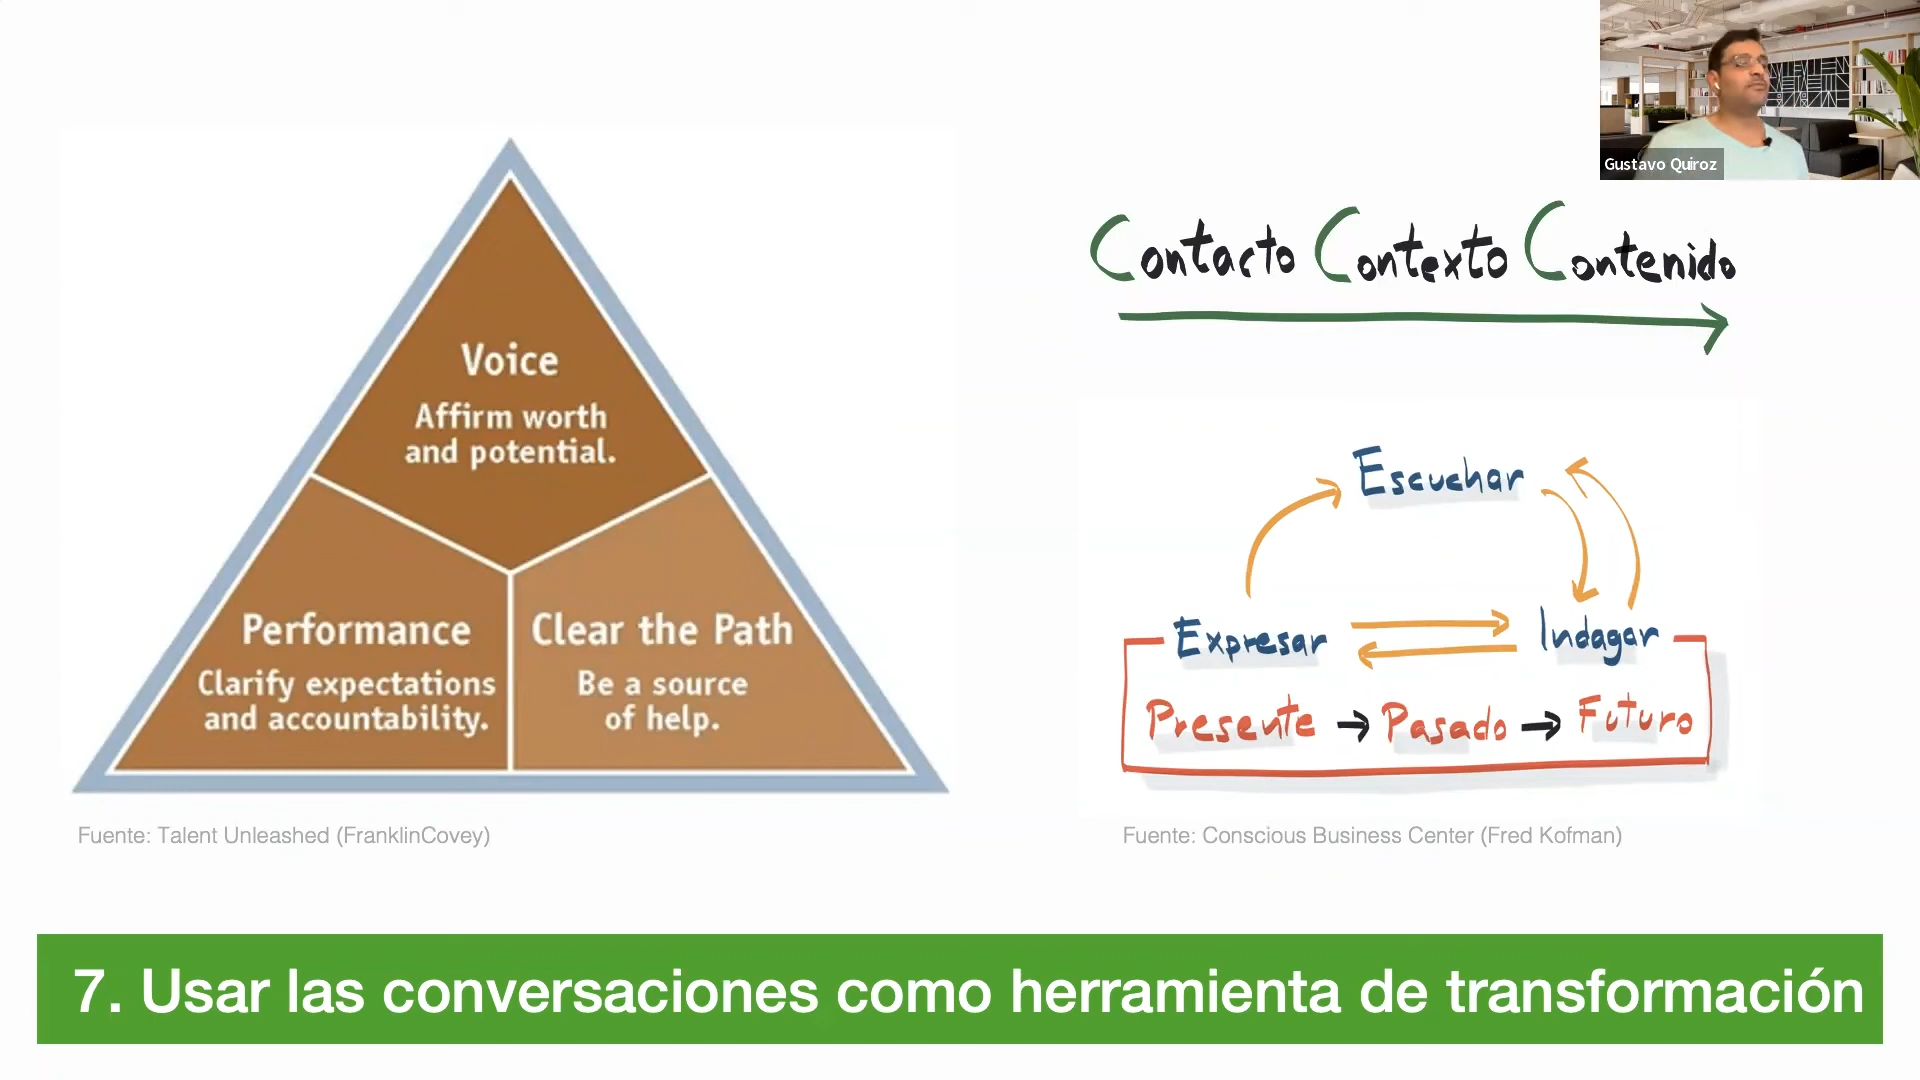 Gustavo Quiroz
Voice
Affirm worth
and potential.
Performance
Clarify expectations
and accountability.
Clear the Path
Be a source
of help.
Fuente: Talent Unleashed (FranklinCovey)
Contacto Contexto Contenido
Escuchar
Expresar
Indagar
Presente → Pasado → Futuro
Fuente: Conscious Business Center (Fred Kofman)
7. Usar las conversaciones como herramienta de transformación